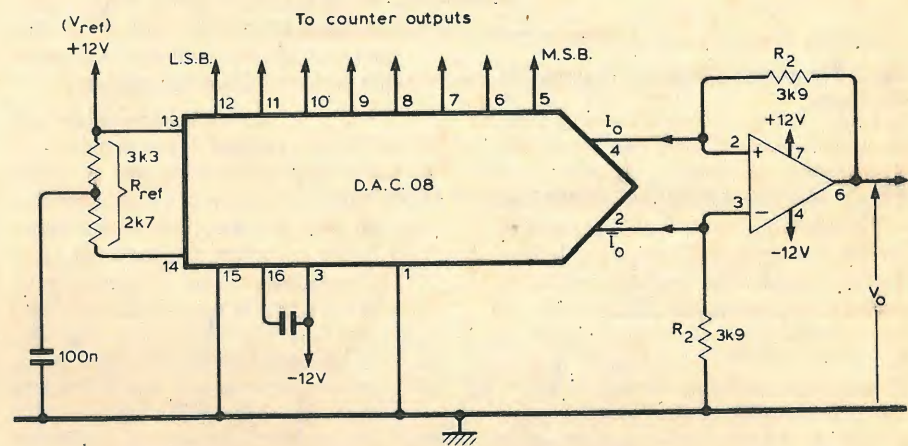 To counter outputs
(Vref)
+12V
L.S.B.
M.S.B.
12
11
10
9
8
7
6
5
13
3k3
Rref
2k7
14
D.A.C. 08
Io
4
2
I̅o
R2
3k9
+12V
2
+
7
3
−
4
6
-12V
15
16
3
1
-12V
100n
R2
3k9
Vo